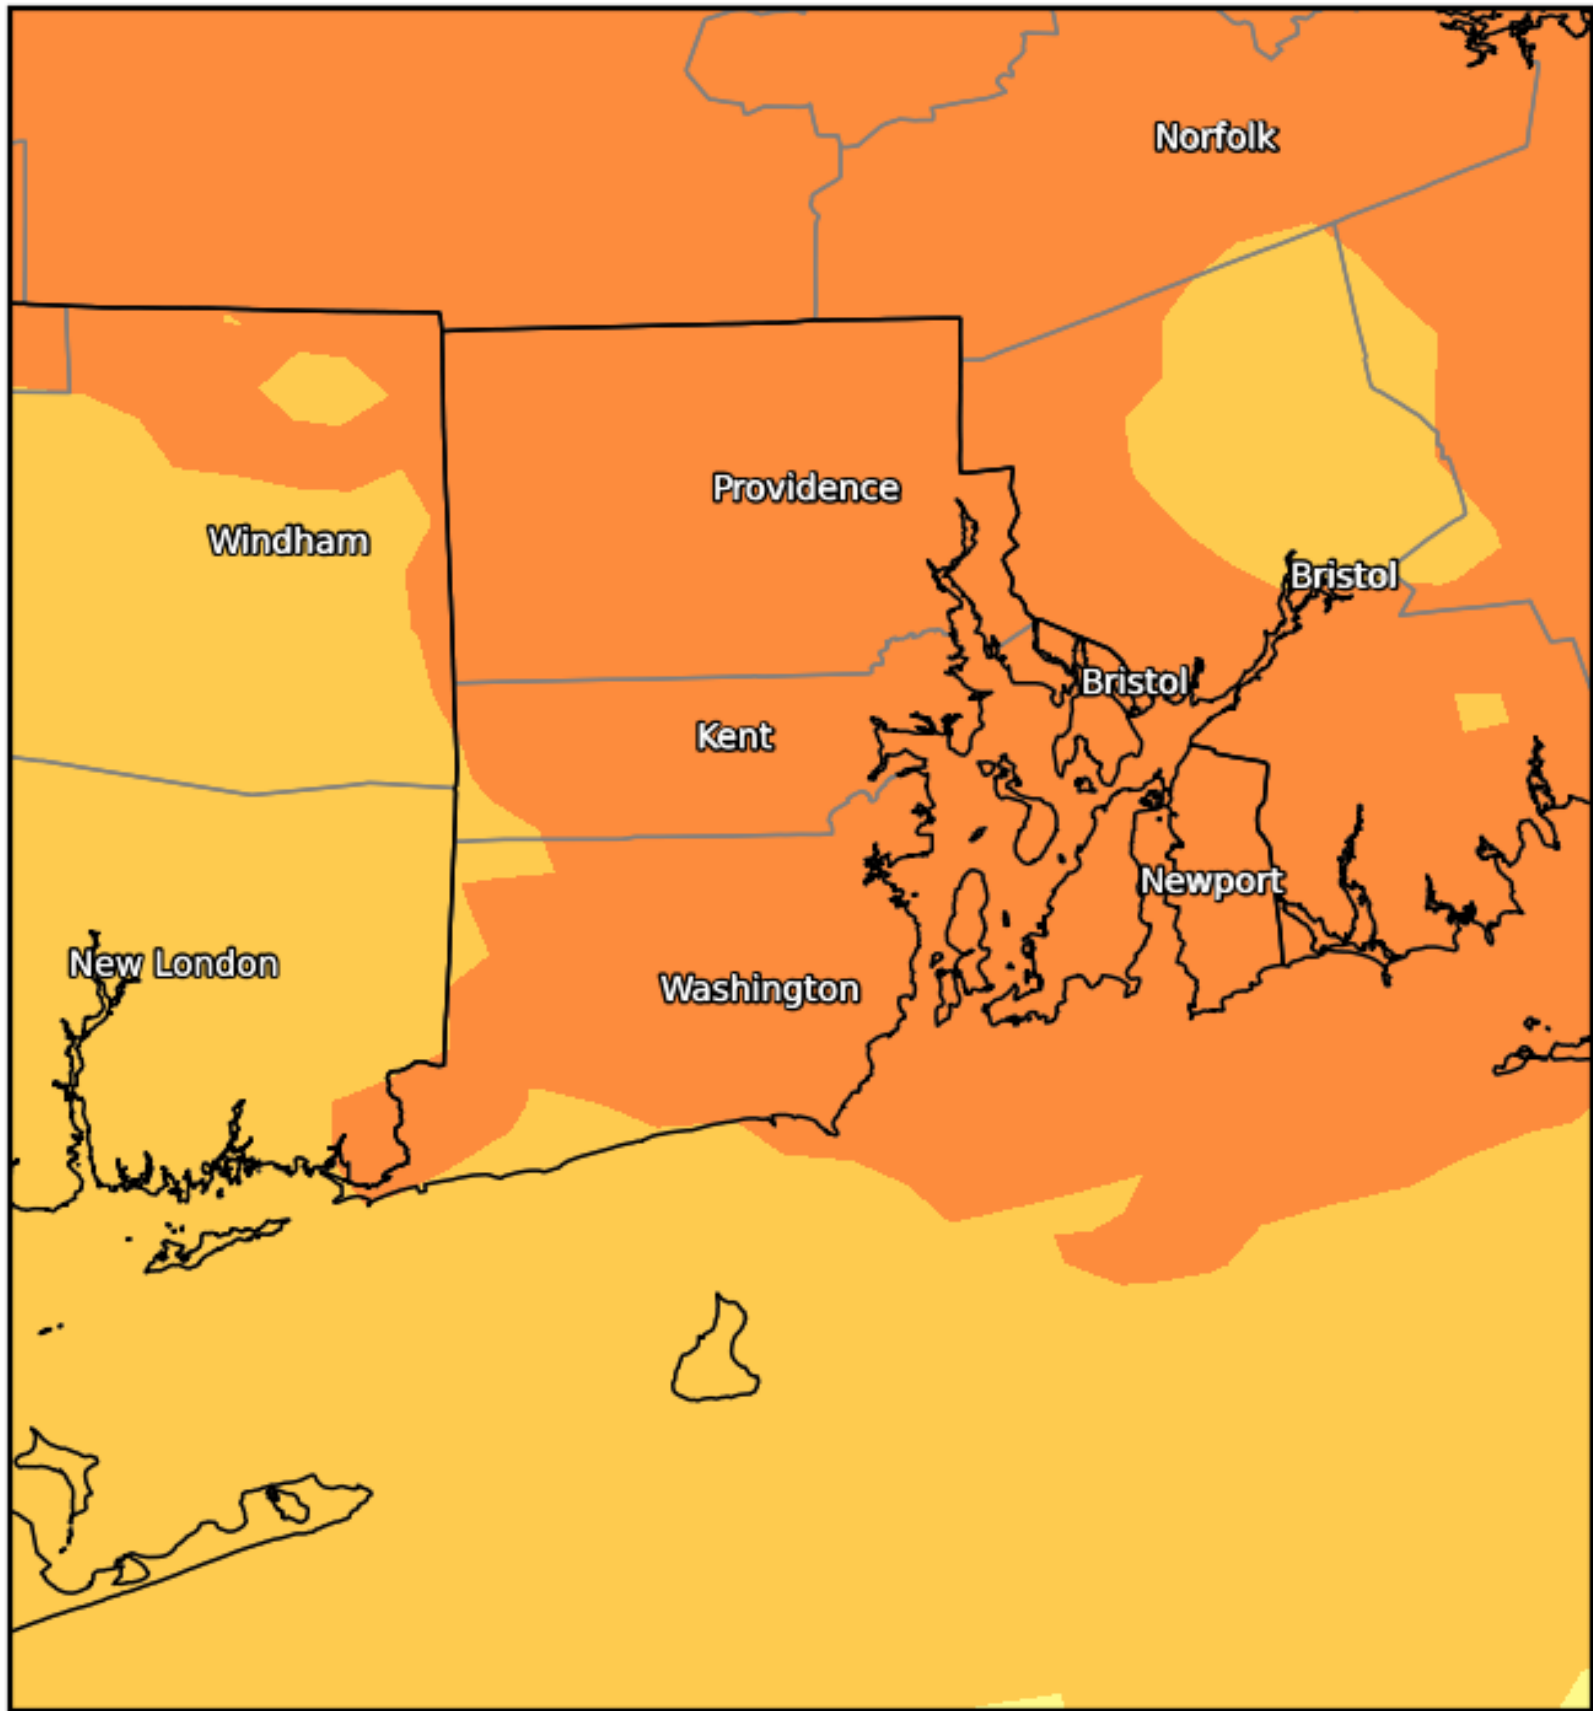 Norfolk
Providence
Windham
Bristol
Bristol
Kent
Newport
New London
Washington